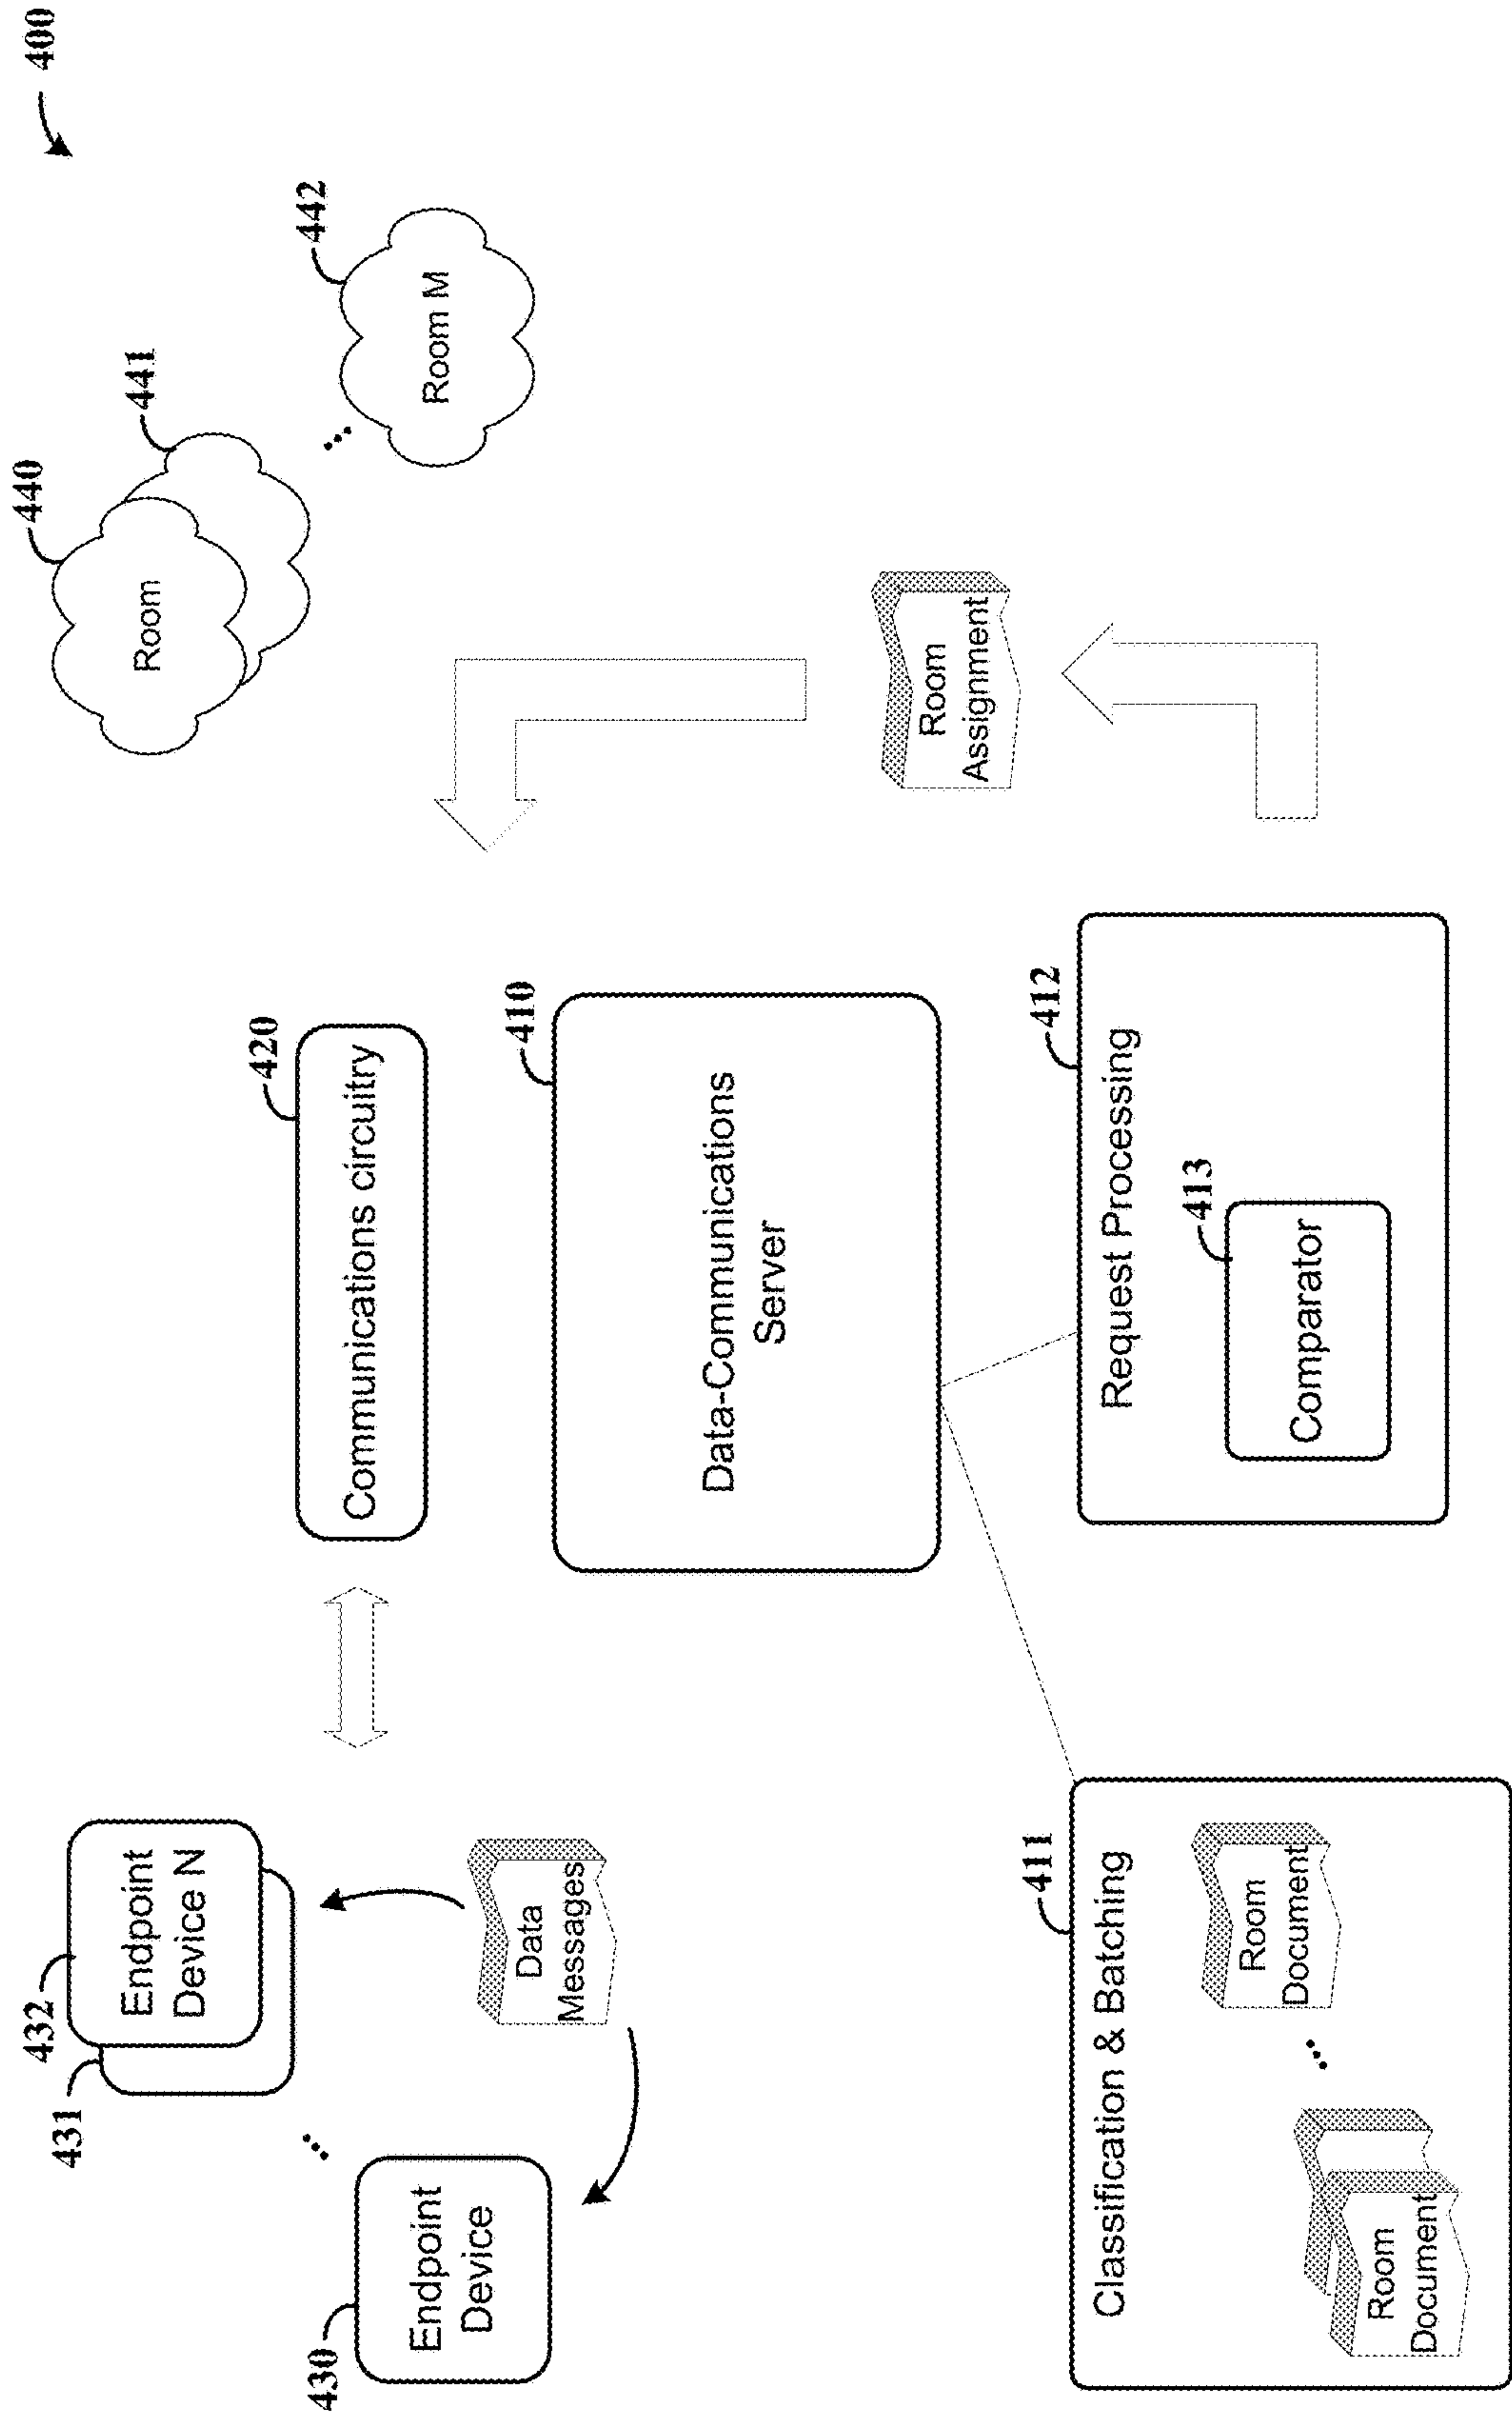 400
432
431
Endpoint
Device N
430
Endpoint
Device
Data
Messages
420
Communications circuitry
440
Room
441
442
Room M
410
Data-Communications
Server
Room
Assignment
411
Classification & Batching
Room
Document
Room
Document
412
Request Processing
413
Comparator